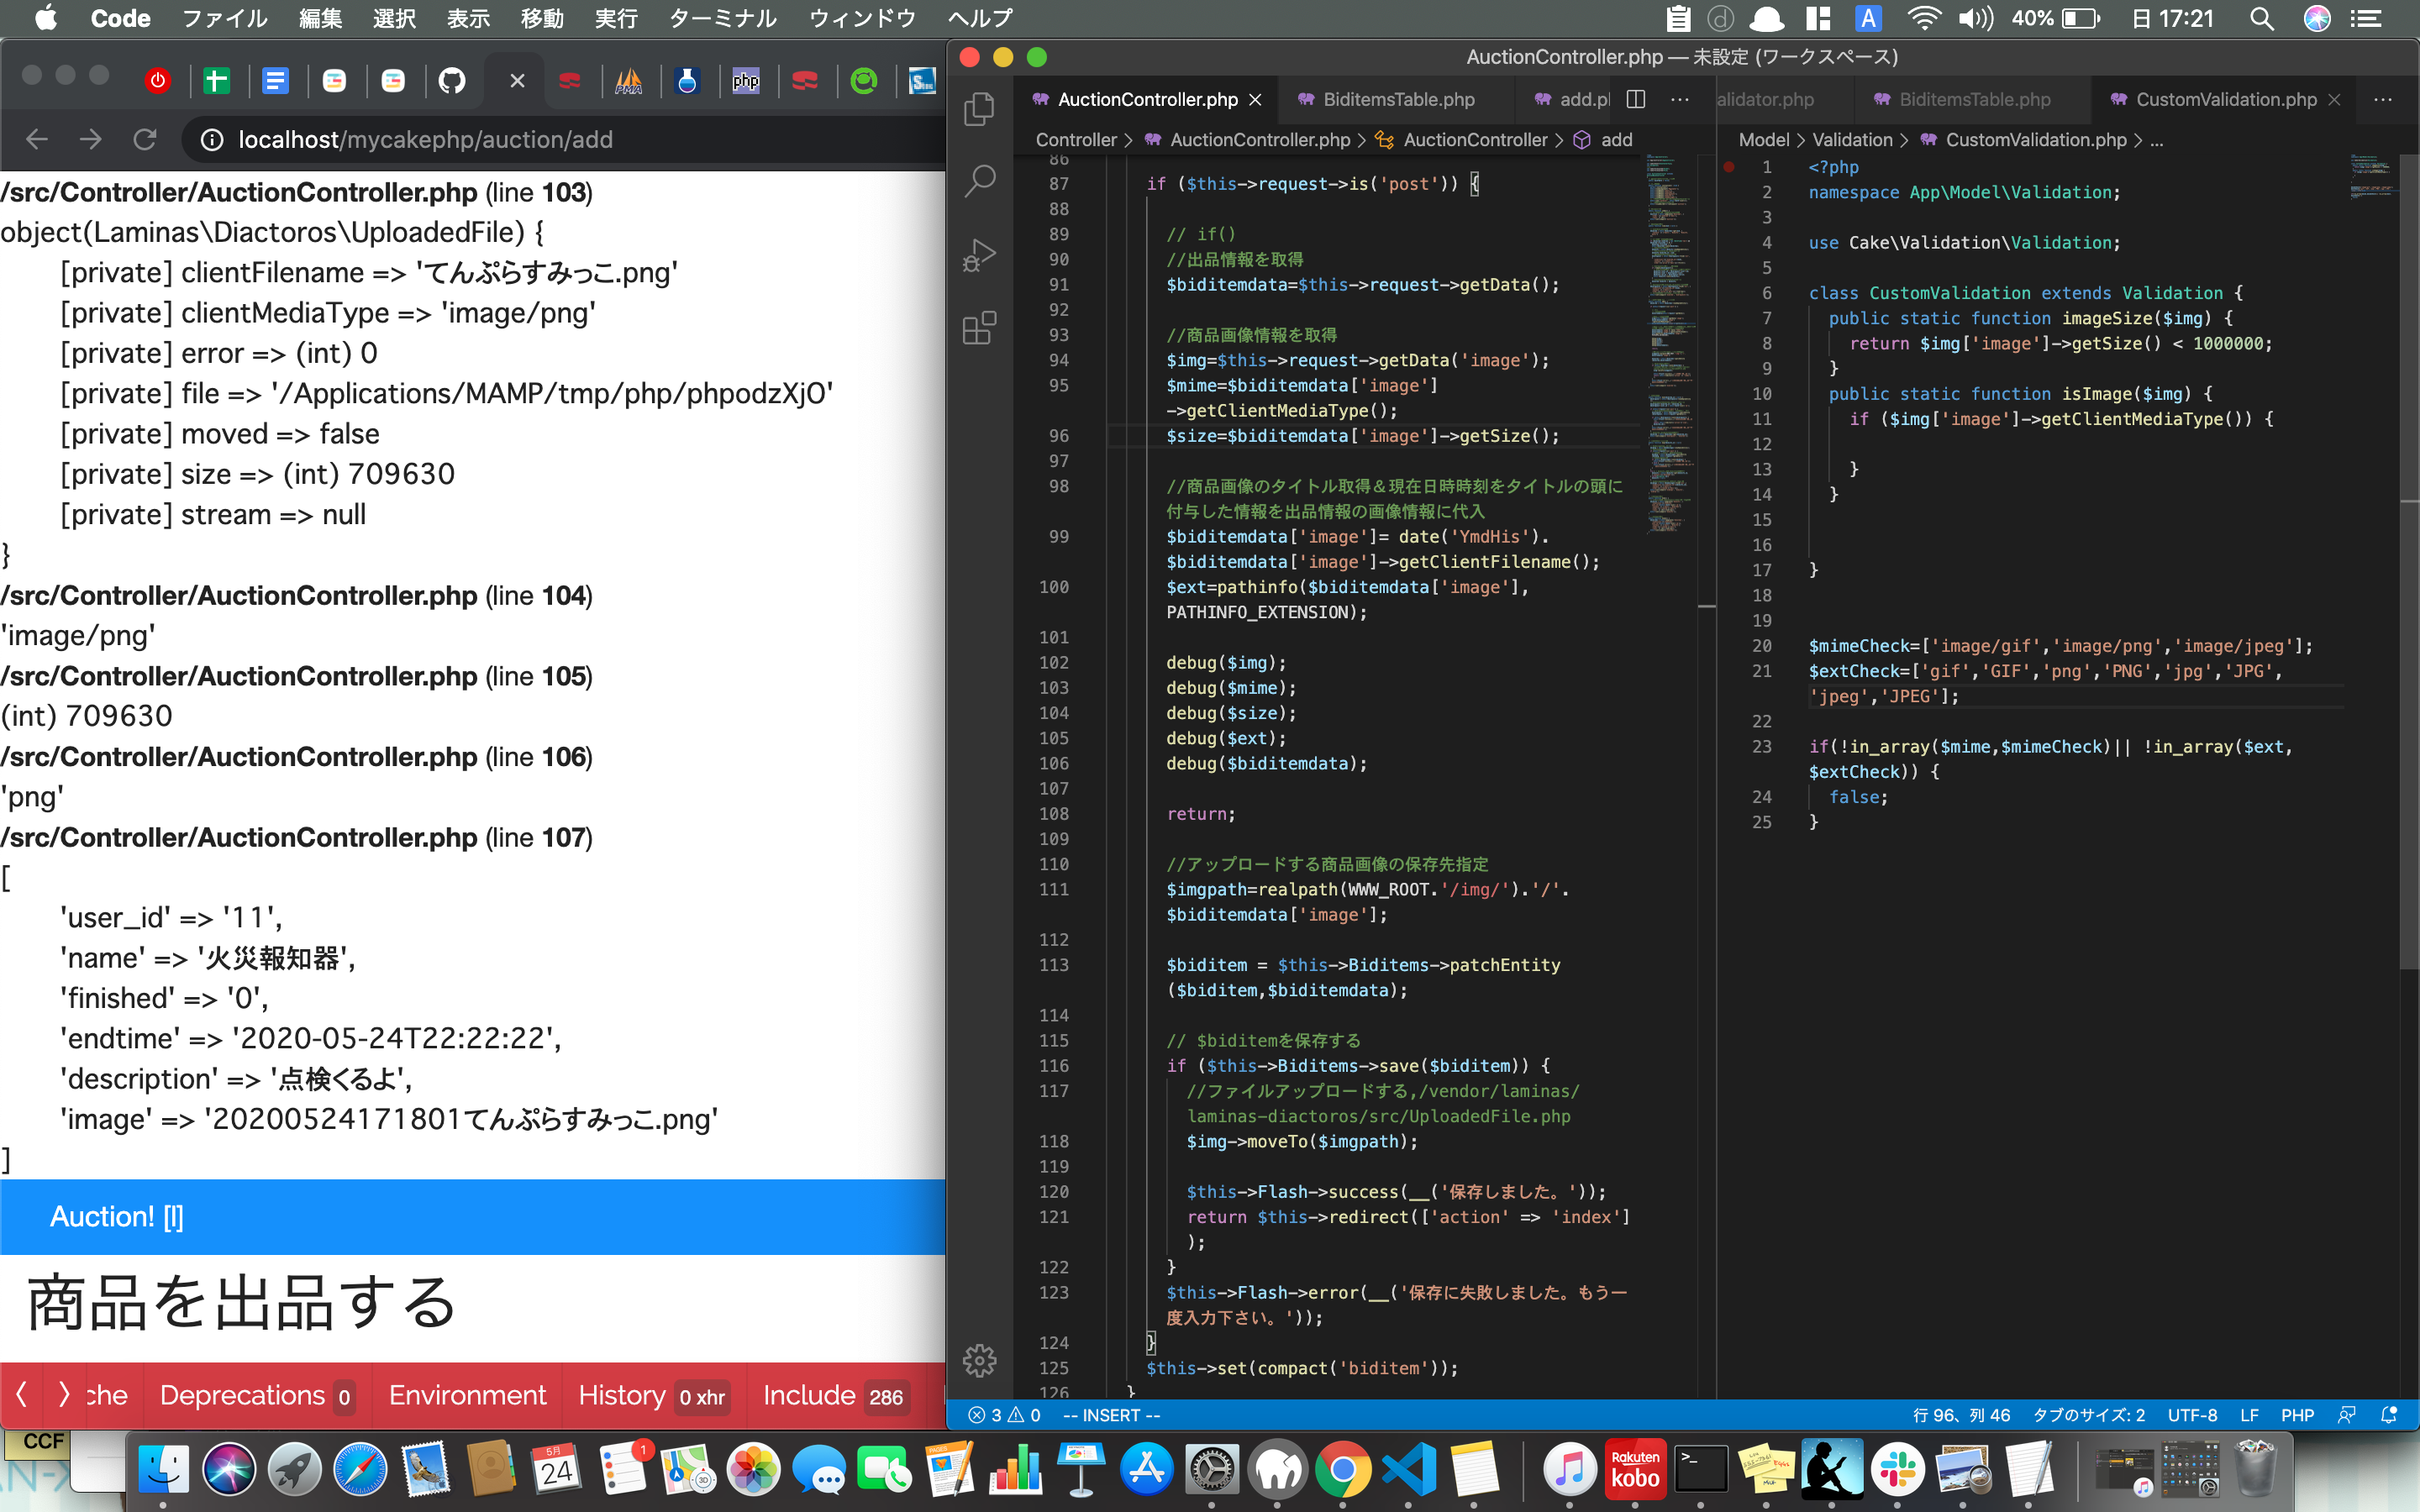 Code ファイル 編集 選択 表示 移動 実行 ターミナル ウィンドウ ヘルプ
A 40% 日 17:21
localhost/mycakephp/auction/add
/src/Controller/AuctionController.php (line 103)
object(Laminas\Diactoros\UploadedFile) {
[private] clientFilename => 'てんぷらすみっこ.png'
[private] clientMediaType => 'image/png'
[private] error => (int) 0
[private] file => '/Applications/MAMP/tmp/php/phpodzXjO'
[private] moved => false
[private] size => (int) 709630
[private] stream => null
}
/src/Controller/AuctionController.php (line 104)
'image/png'
/src/Controller/AuctionController.php (line 105)
(int) 709630
/src/Controller/AuctionController.php (line 106)
'png'
/src/Controller/AuctionController.php (line 107)
[
'user_id' => '11',
'name' => '火災報知器',
'finished' => '0',
'endtime' => '2020-05-24T22:22:22',
'description' => '点検くるよ',
'image' => '20200524171801てんぷらすみっこ.png'
]
Auction! []
商品を出品する
che Deprecations 0 Environment History 0 xhr Include 286
AuctionController.php — 未設定 (ワークスペース)
AuctionController.php BiditemsTable.php add.p
Controller > AuctionController.php > AuctionController > add
86
87 if ($this->request->is('post')) {
88
89 // if()
90 //出品情報を取得
91 $biditemdata=$this->request->getData();
92
93 //商品画像情報を取得
94 $img=$this->request->getData('image');
95 $mime=$biditemdata['image']
->getClientMediaType();
96 $size=$biditemdata['image']->getSize();
97
98 //商品画像のタイトル取得＆現在日時時刻をタイトルの頭に
付与した情報を出品情報の画像情報に代入
99 $biditemdata['image']= date('YmdHis').
$biditemdata['image']->getClientFilename();
100 $ext=pathinfo($biditemdata['image'],
PATHINFO_EXTENSION);
101
102 debug($img);
103 debug($mime);
104 debug($size);
105 debug($ext);
106 debug($biditemdata);
107
108 return;
109
110 //アップロードする商品画像の保存先指定
111 $imgpath=realpath(WWW_ROOT.'/img/').'/'.
$biditemdata['image'];
112
113 $biditem = $this->Biditems->patchEntity
($biditem,$biditemdata);
114
115 // $biditemを保存する
116 if ($this->Biditems->save($biditem)) {
117 //ファイルアップロードする,/vendor/laminas/
laminas-diactoros/src/UploadedFile.php
118 $img->moveTo($imgpath);
119
120 $this->Flash->success(__('保存しました。'));
121 return $this->redirect(['action' => 'index']
);
122 }
123 $this->Flash->error(__('保存に失敗しました。もう一
度入力下さい。'));
124 }
125 $this->set(compact('biditem'));
126 }
alidator.php BiditemsTable.php CustomValidation.php
Model > Validation > CustomValidation.php > ...
1 <?php
2 namespace App\Model\Validation;
3
4 use Cake\Validation\Validation;
5
6 class CustomValidation extends Validation {
7 public static function imageSize($img) {
8 return $img['image']->getSize() < 1000000;
9 }
10 public static function isImage($img) {
11 if ($img['image']->getClientMediaType()) {
12
13 }
14 }
15
16
17 }
18
19
20 $mimeCheck=['image/gif','image/png','image/jpeg'];
21 $extCheck=['gif','GIF','png','PNG','jpg','JPG',
'jpeg','JPEG'];
22
23 if(!in_array($mime,$mimeCheck)|| !in_array($ext,
$extCheck)) {
24 false;
25 }
3 0 -- INSERT --
行 96、列 46 タブのサイズ: 2 UTF-8 LF PHP
CCF
5月
24
1
3D
PAGES
Rakuten
kobo